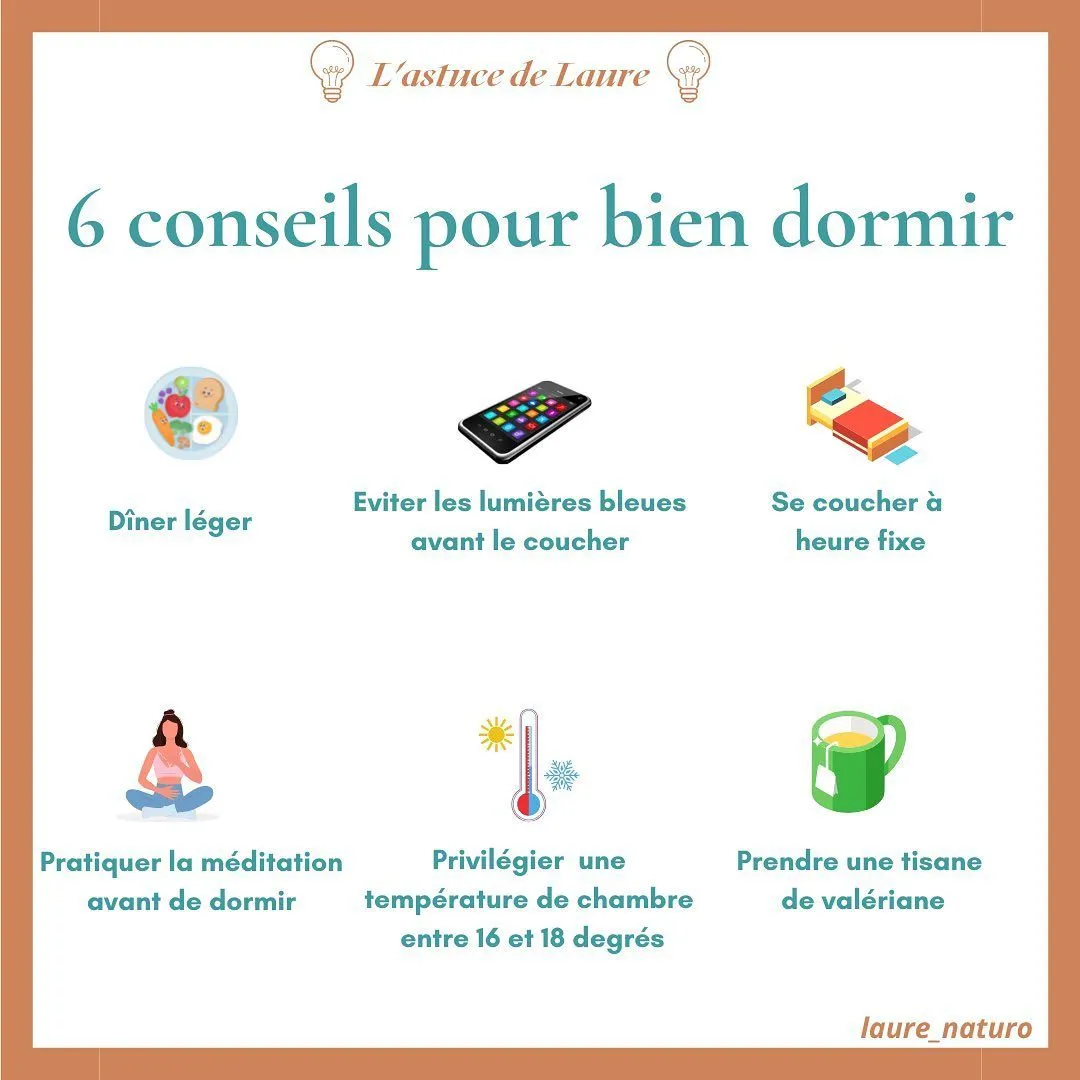 L'astuce de Laure
6 conseils pour bien dormir
Dîner léger
Eviter les lumières bleues
avant le coucher
Se coucher à
heure fixe
Pratiquer la méditation
avant de dormir
Privilégier une
température de chambre
entre 16 et 18 degrés
Prendre une tisane
de valériane
laure_naturo